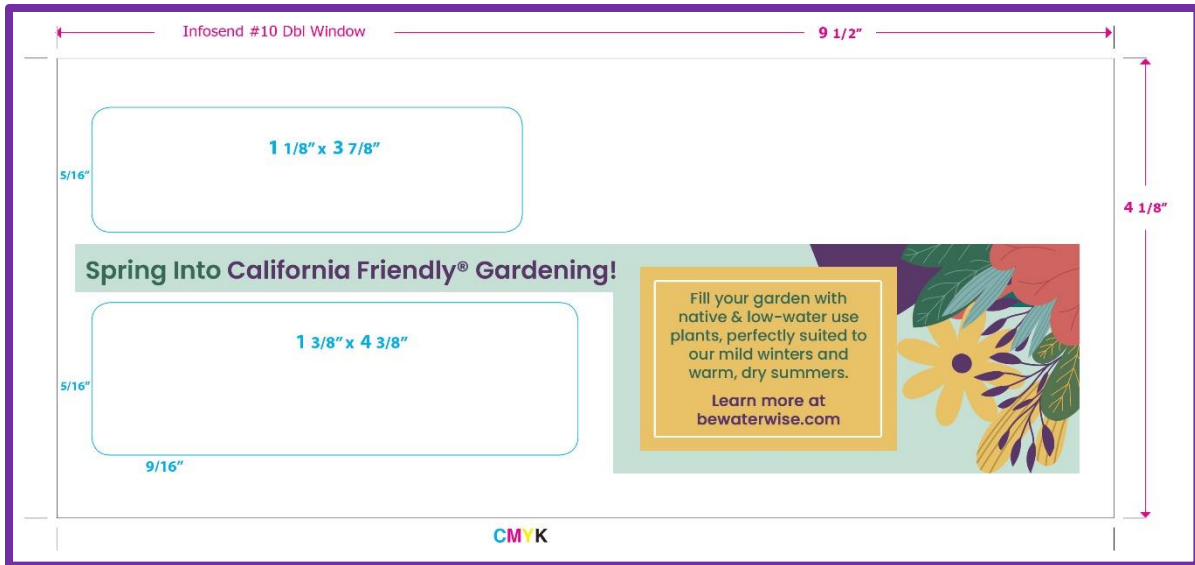 Infosend #10 Dbl Window
9 1/2"
1 1/8" x 3 7/8"
5/16"
4 1/8"
Spring Into California Friendly® Gardening!
Fill your garden with
native & low-water use
plants, perfectly suited to
our mild winters and
warm, dry summers.
Learn more at
bewaterwise.com
1 3/8" x 4 3/8"
5/16"
9/16"
CMYK